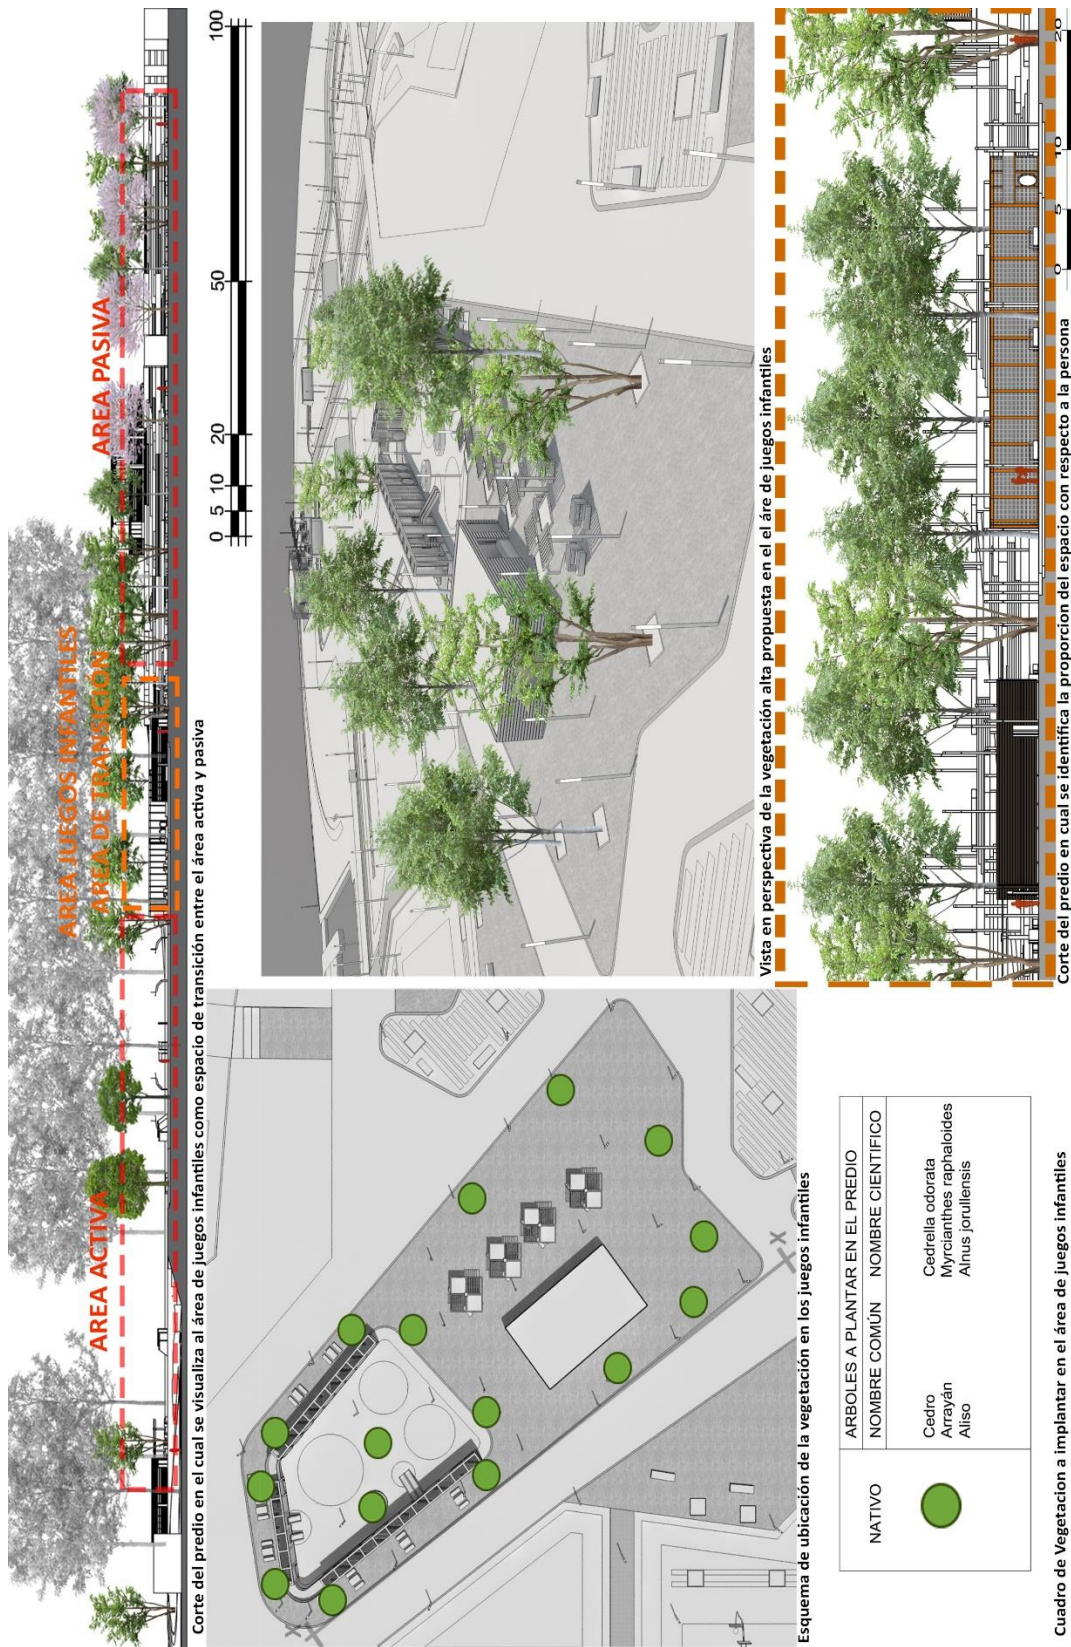 AREA ACTIVA
AREA JUEGOS INFANTILES
AREA DE TRANSICIÓN
AREA PASIVA
Corte del predio en el cual se visualiza al área de juegos infantiles como espacio de transición entre el área activa y pasiva
0 5 10 20 50 100
Esquema de ubicación de la vegetación en los juegos infantiles
Vista en perspectiva de la vegetación alta propuesta en el el áre de juegos infantiles
NATIVO
ARBOLES A PLANTAR EN EL PREDIO
NOMBRE COMÚN NOMBRE CIENTIFICO
Cedro Cedrella odorata
Arrayán Myrcianthes raphaloides
Aliso Alnus jorullensis
Cuadro de Vegetacion a implantar en el área de juegos infantiles
0 5 10 20
Corte del predio en cual se identifica la proporcion del espacio con respecto a la persona